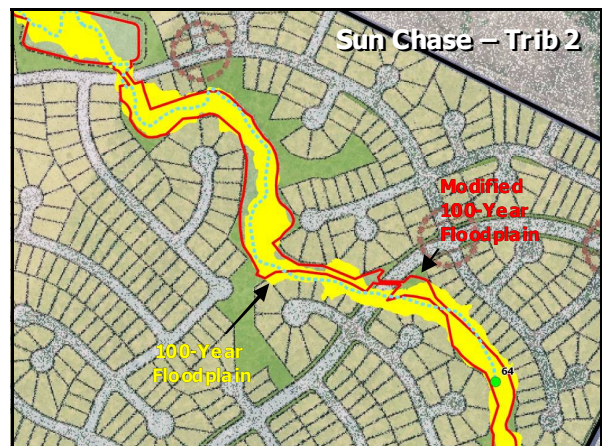 Sun Chase – Trib 2
Modified
100-Year
Floodplain
100-Year
Floodplain
64